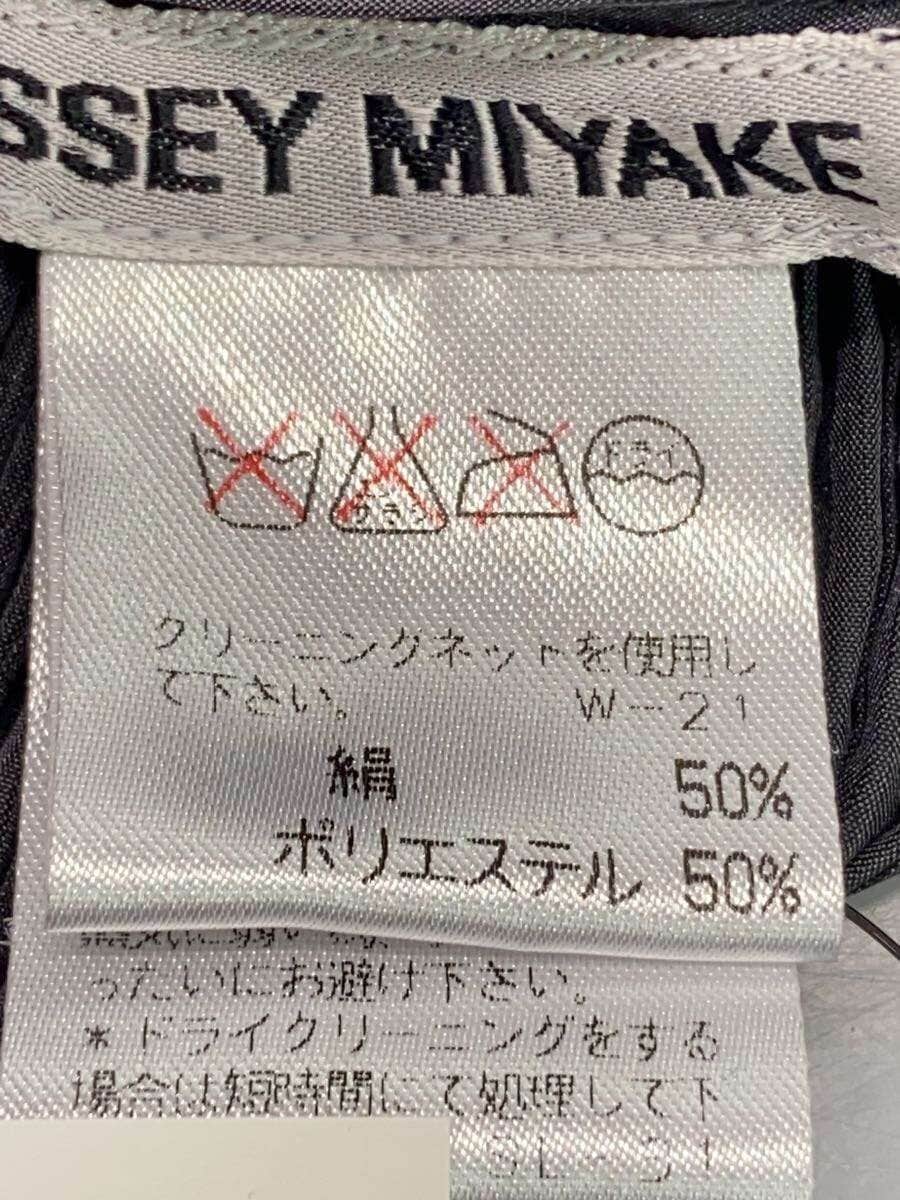 SSEY MIYAKE
ドライ
クリーニングネットを使用し
て下さい。 W-21
絹 50%
ポリエステル 50%
ったいにお避け下さい。
*ドライクリーニングをする
場合は短時間にて処理して下
SL-31